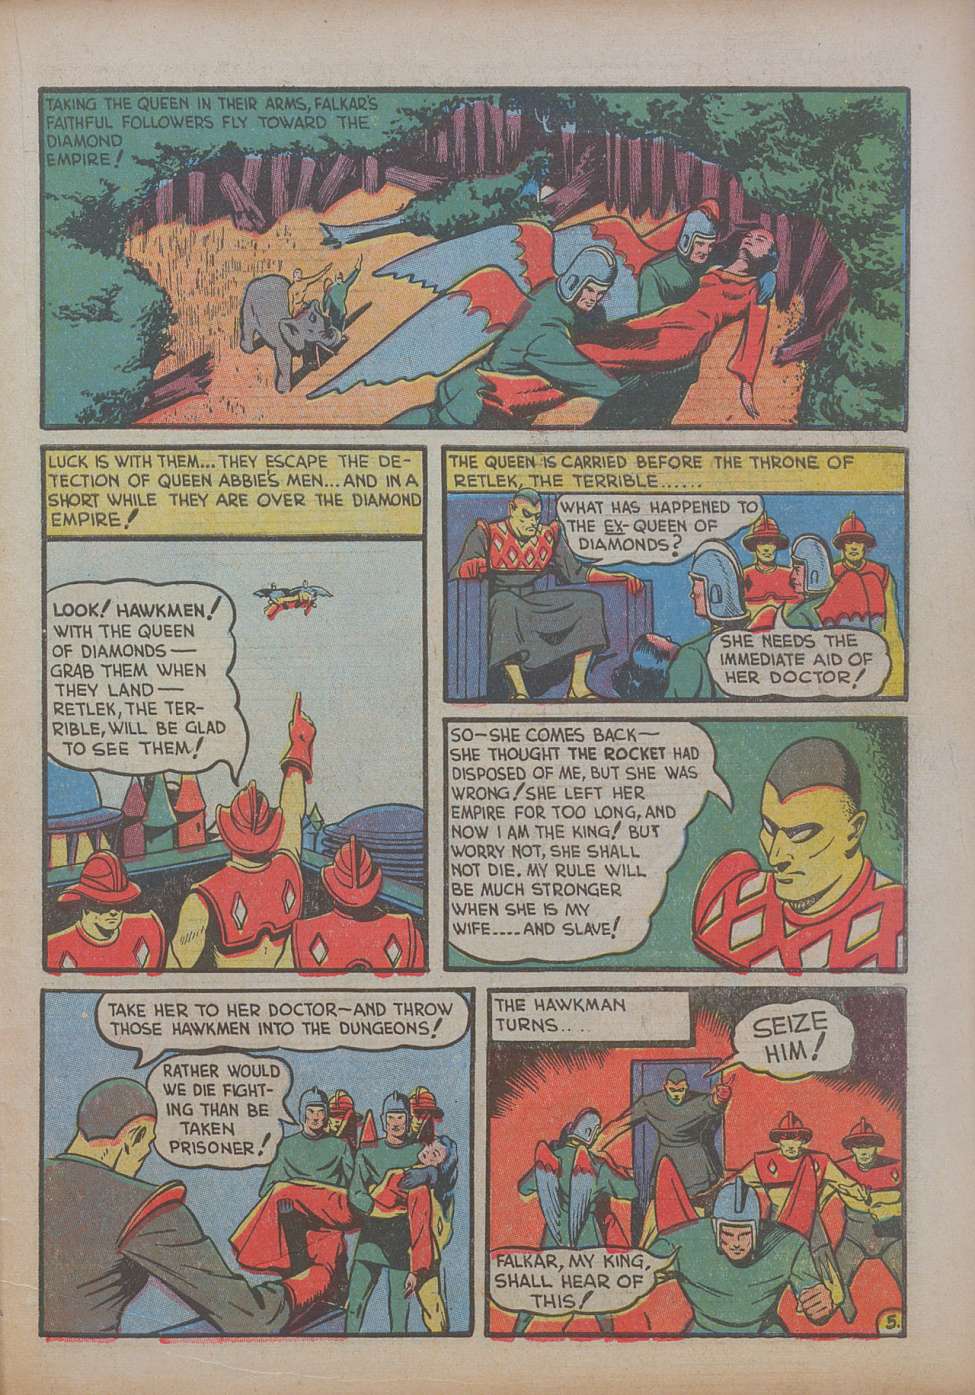 TAKING THE QUEEN IN THEIR ARMS, FALKAR'S
FAITHFUL FOLLOWERS FLY TOWARD THE
DIAMOND
EMPIRE!
LUCK IS WITH THEM... THEY ESCAPE THE DE-
TECTION OF QUEEN ABBIE'S MEN... AND IN A
SHORT WHILE THEY ARE OVER THE DIAMOND
EMPIRE!
LOOK! HAWKMEN!
WITH THE QUEEN
OF DIAMONDS—
GRAB THEM WHEN
THEY LAND—
RETLEK, THE TER-
RIBLE, WILL BE GLAD
TO SEE THEM!
THE QUEEN IS CARRIED BEFORE THE THRONE OF
RETLEK, THE TERRIBLE......
WHAT HAS HAPPENED TO
THE EX-QUEEN OF
DIAMONDS?
SHE NEEDS THE
IMMEDIATE AID OF
HER DOCTOR!
SO—SHE COMES BACK—
SHE THOUGHT THE ROCKET HAD
DISPOSED OF ME, BUT SHE WAS
WRONG! SHE LEFT HER
EMPIRE FOR TOO LONG, AND
NOW I AM THE KING! BUT
WORRY NOT, SHE SHALL
NOT DIE. MY RULE WILL
BE MUCH STRONGER
WHEN SHE IS MY
WIFE.... AND SLAVE!
TAKE HER TO HER DOCTOR—AND THROW
THOSE HAWKMEN INTO THE DUNGEONS!
RATHER WOULD
WE DIE FIGHT-
ING THAN BE
TAKEN
PRISONER!
THE HAWKMAN
TURNS.. ..
SEIZE
HIM!
FALKAR, MY KING,
SHALL HEAR OF
THIS!
5.